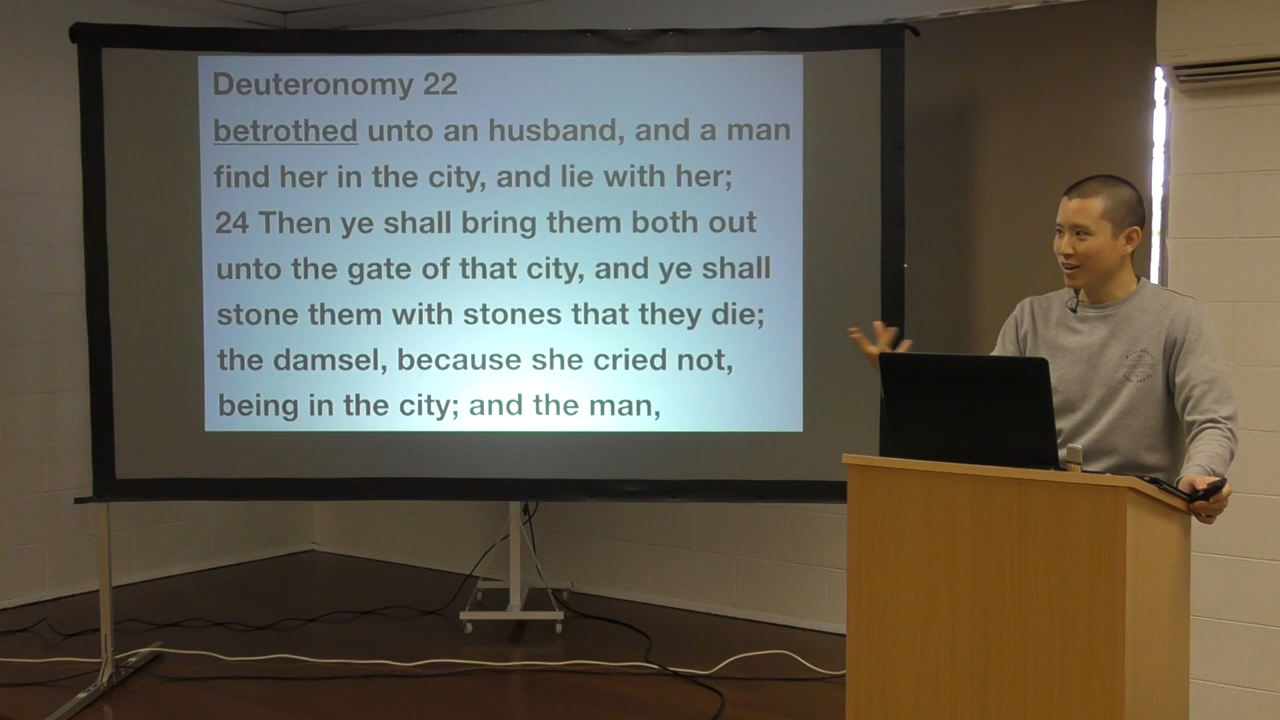 Deuteronomy 22
betrothed unto an husband, and a man
find her in the city, and lie with her;
24 Then ye shall bring them both out
unto the gate of that city, and ye shall
stone them with stones that they die;
the damsel, because she cried not,
being in the city; and the man,